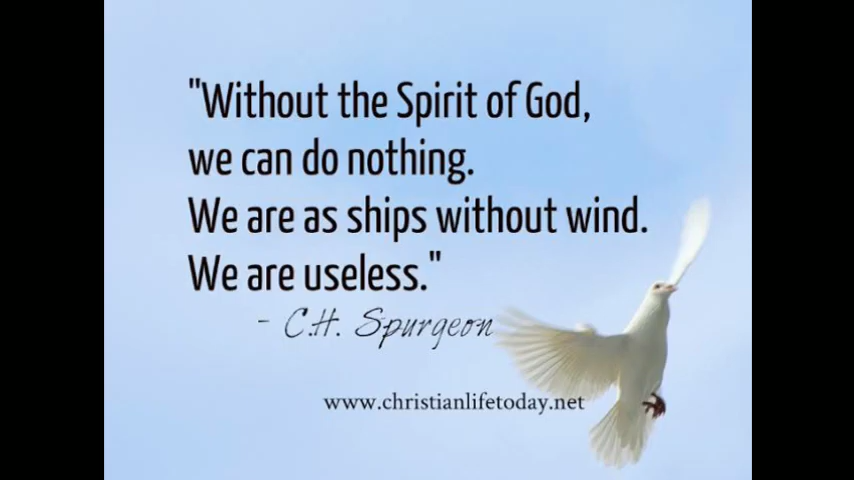 "Without the Spirit of God,
we can do nothing.
We are as ships without wind.
We are useless."
- C.H. Spurgeon
www.christianlifetoday.net